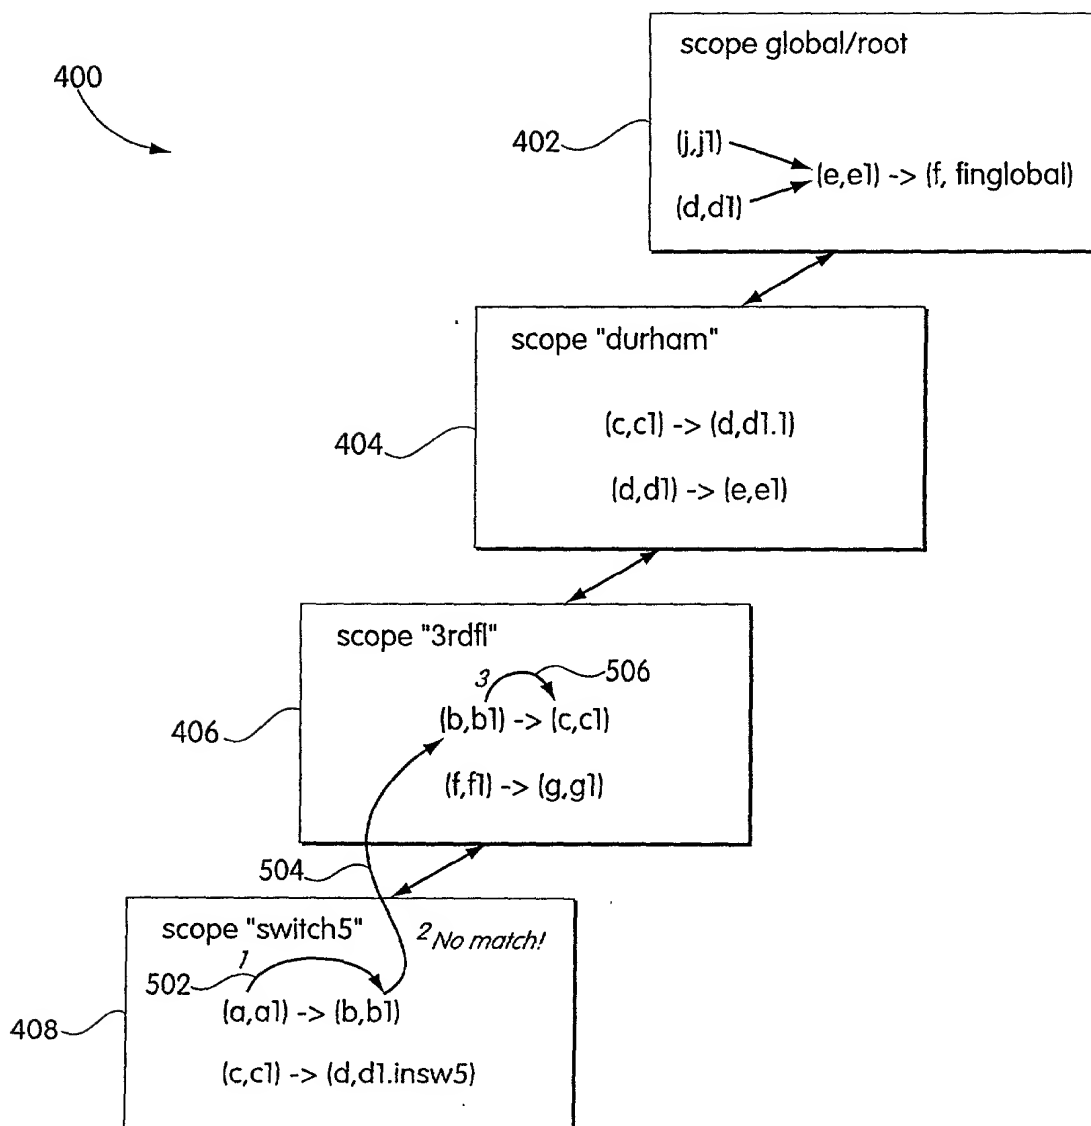 scope global/root
400
402
(j,j1)
(e,e1) -> (f, finglobal)
(d,d1)
scope "durham"
404
(c,c1) -> (d,d1.1)
(d,d1) -> (e,e1)
scope "3rdfl"
3
506
406
(b,b1) -> (c,c1)
(f,f1) -> (g,g1)
504
scope "switch5"
2 No match!
1
502
(a,a1) -> (b,b1)
408
(c,c1) -> (d,d1.insw5)